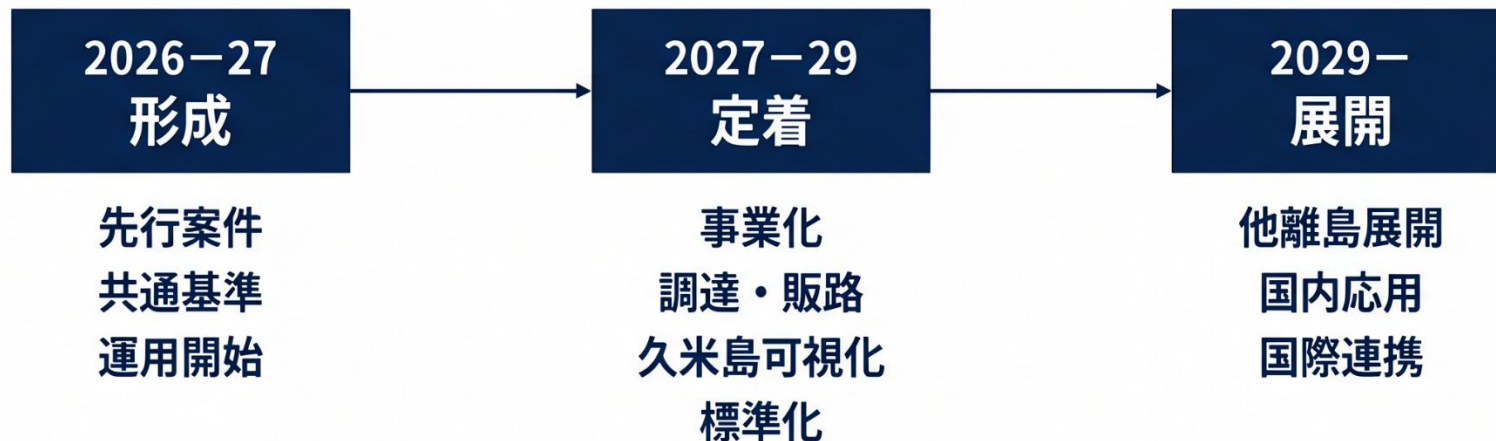 2026－27
形成
先行案件
共通基準
運用開始
2027－29
定着
事業化
調達・販路
久米島可視化
標準化
2029－
展開
他離島展開
国内応用
国際連携